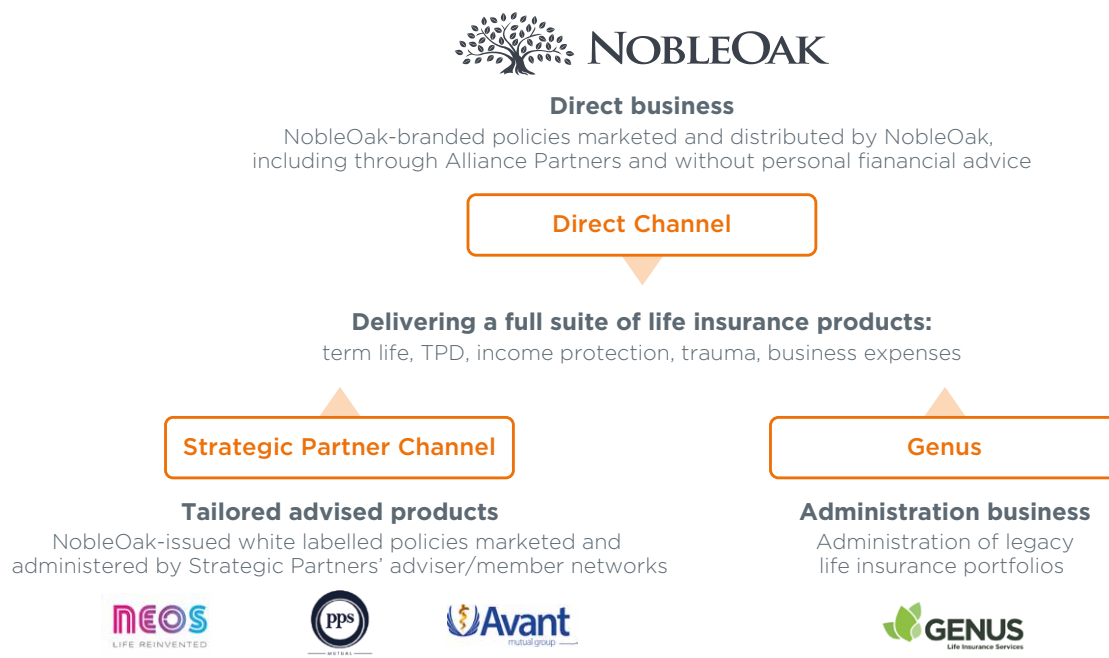 NOBLEOAK
Direct business
NobleOak-branded policies marketed and distributed by NobleOak,
including through Alliance Partners and without personal fianancial advice
Direct Channel
Delivering a full suite of life insurance products:
term life, TPD, income protection, trauma, business expenses
Strategic Partner Channel
Tailored advised products
NobleOak-issued white labelled policies marketed and
administered by Strategic Partners’ adviser/member networks
neos
LIFE REINVENTED
pps
MUTUAL
Avant
mutual group
Genus
Administration business
Administration of legacy
life insurance portfolios
GENUS
Life Insurance Services